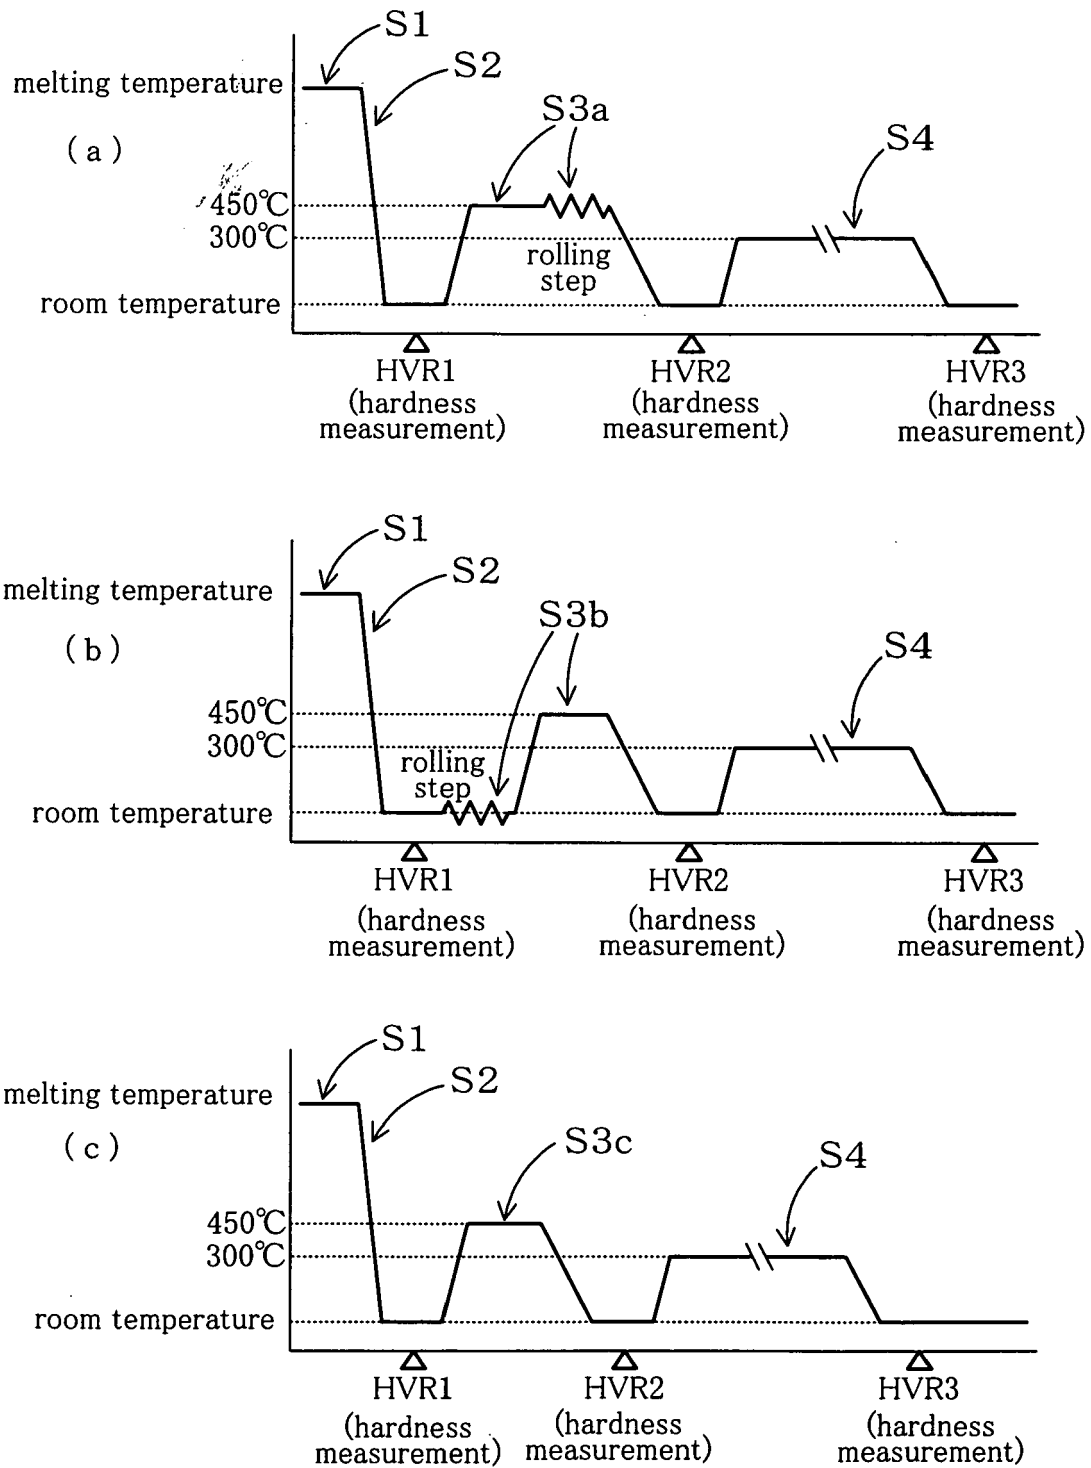 S1
S2
melting temperature
(a)
S3a
S4
450℃
300℃
rolling
step
room temperature
HVR1
(hardness
measurement)
HVR2
(hardness
measurement)
HVR3
(hardness
measurement)
S1
S2
melting temperature
(b)
S3b
S4
450℃
300℃
rolling
step
room temperature
HVR1
(hardness
measurement)
HVR2
(hardness
measurement)
HVR3
(hardness
measurement)
S1
S2
melting temperature
(c)
S3c
S4
450℃
300℃
room temperature
HVR1
(hardness
measurement)
HVR2
(hardness
measurement)
HVR3
(hardness
measurement)